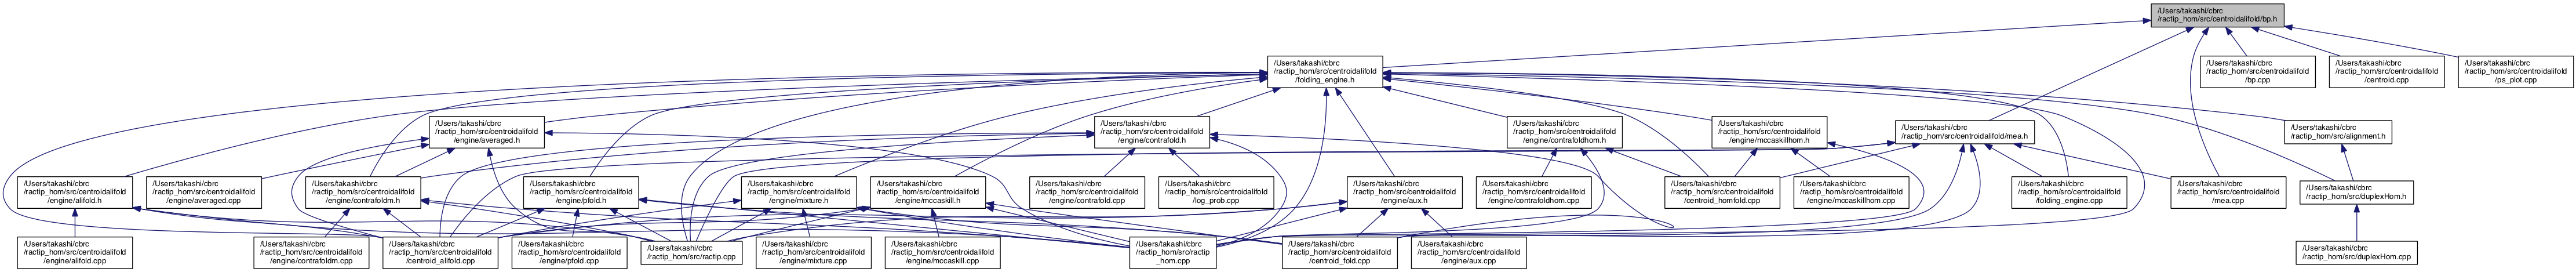 /Users/takashi/cbrc
/ractip_hom/src/centroidalifold/bp.h
/Users/takashi/cbrc
/ractip_hom/src/centroidalifold
/folding_engine.h
/Users/takashi/cbrc
/ractip_hom/src/centroidalifold
/bp.cpp
/Users/takashi/cbrc
/ractip_hom/src/centroidalifold
/centroid.cpp
/Users/takashi/cbrc
/ractip_hom/src/centroidalifold
/ps_plot.cpp
/Users/takashi/cbrc
/ractip_hom/src/centroidalifold
/engine/averaged.h
/Users/takashi/cbrc
/ractip_hom/src/centroidalifold
/engine/contrafold.h
/Users/takashi/cbrc
/ractip_hom/src/centroidalifold
/engine/contrafoldhom.h
/Users/takashi/cbrc
/ractip_hom/src/centroidalifold
/engine/mccaskillhom.h
/Users/takashi/cbrc
/ractip_hom/src/centroidalifold/mea.h
/Users/takashi/cbrc
/ractip_hom/src/alignment.h
/Users/takashi/cbrc
/ractip_hom/src/centroidalifold
/engine/alifold.h
/Users/takashi/cbrc
/ractip_hom/src/centroidalifold
/engine/averaged.cpp
/Users/takashi/cbrc
/ractip_hom/src/centroidalifold
/engine/contrafoldm.h
/Users/takashi/cbrc
/ractip_hom/src/centroidalifold
/engine/pfold.h
/Users/takashi/cbrc
/ractip_hom/src/centroidalifold
/engine/mixture.h
/Users/takashi/cbrc
/ractip_hom/src/centroidalifold
/engine/mccaskill.h
/Users/takashi/cbrc
/ractip_hom/src/centroidalifold
/engine/contrafold.cpp
/Users/takashi/cbrc
/ractip_hom/src/centroidalifold
/log_prob.cpp
/Users/takashi/cbrc
/ractip_hom/src/centroidalifold
/engine/aux.h
/Users/takashi/cbrc
/ractip_hom/src/centroidalifold
/engine/contrafoldhom.cpp
/Users/takashi/cbrc
/ractip_hom/src/centroidalifold
/centroid_homfold.cpp
/Users/takashi/cbrc
/ractip_hom/src/centroidalifold
/engine/mccaskillhom.cpp
/Users/takashi/cbrc
/ractip_hom/src/centroidalifold
/folding_engine.cpp
/Users/takashi/cbrc
/ractip_hom/src/centroidalifold
/mea.cpp
/Users/takashi/cbrc
/ractip_hom/src/duplexHom.h
/Users/takashi/cbrc
/ractip_hom/src/centroidalifold
/engine/alifold.cpp
/Users/takashi/cbrc
/ractip_hom/src/centroidalifold
/engine/contrafoldm.cpp
/Users/takashi/cbrc
/ractip_hom/src/centroidalifold
/centroid_alifold.cpp
/Users/takashi/cbrc
/ractip_hom/src/centroidalifold
/engine/pfold.cpp
/Users/takashi/cbrc
/ractip_hom/src/ractip.cpp
/Users/takashi/cbrc
/ractip_hom/src/centroidalifold
/engine/mixture.cpp
/Users/takashi/cbrc
/ractip_hom/src/centroidalifold
/engine/mccaskill.cpp
/Users/takashi/cbrc
/ractip_hom/src/ractip
_hom.cpp
/Users/takashi/cbrc
/ractip_hom/src/centroidalifold
/centroid_fold.cpp
/Users/takashi/cbrc
/ractip_hom/src/centroidalifold
/engine/aux.cpp
/Users/takashi/cbrc
/ractip_hom/src/duplexHom.cpp